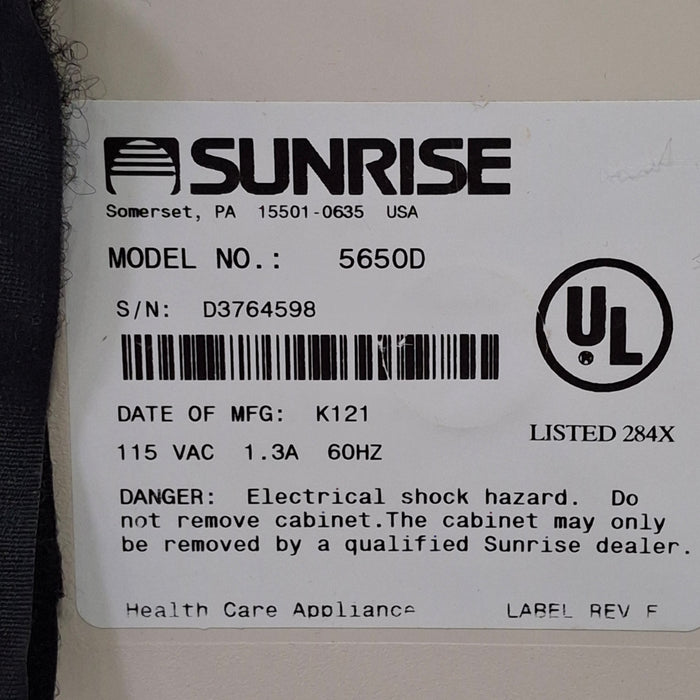 SUNRISE
Somerset, PA 15501-0635 USA
MODEL NO.: 5650D
S/N: D3764598
UL
®
DATE OF MFG: K121
LISTED 284X
115 VAC 1.3A 60HZ
DANGER: Electrical shock hazard. Do
not remove cabinet.The cabinet may only
be removed by a qualified Sunrise dealer.
Health Care Appliance LABEL REV F